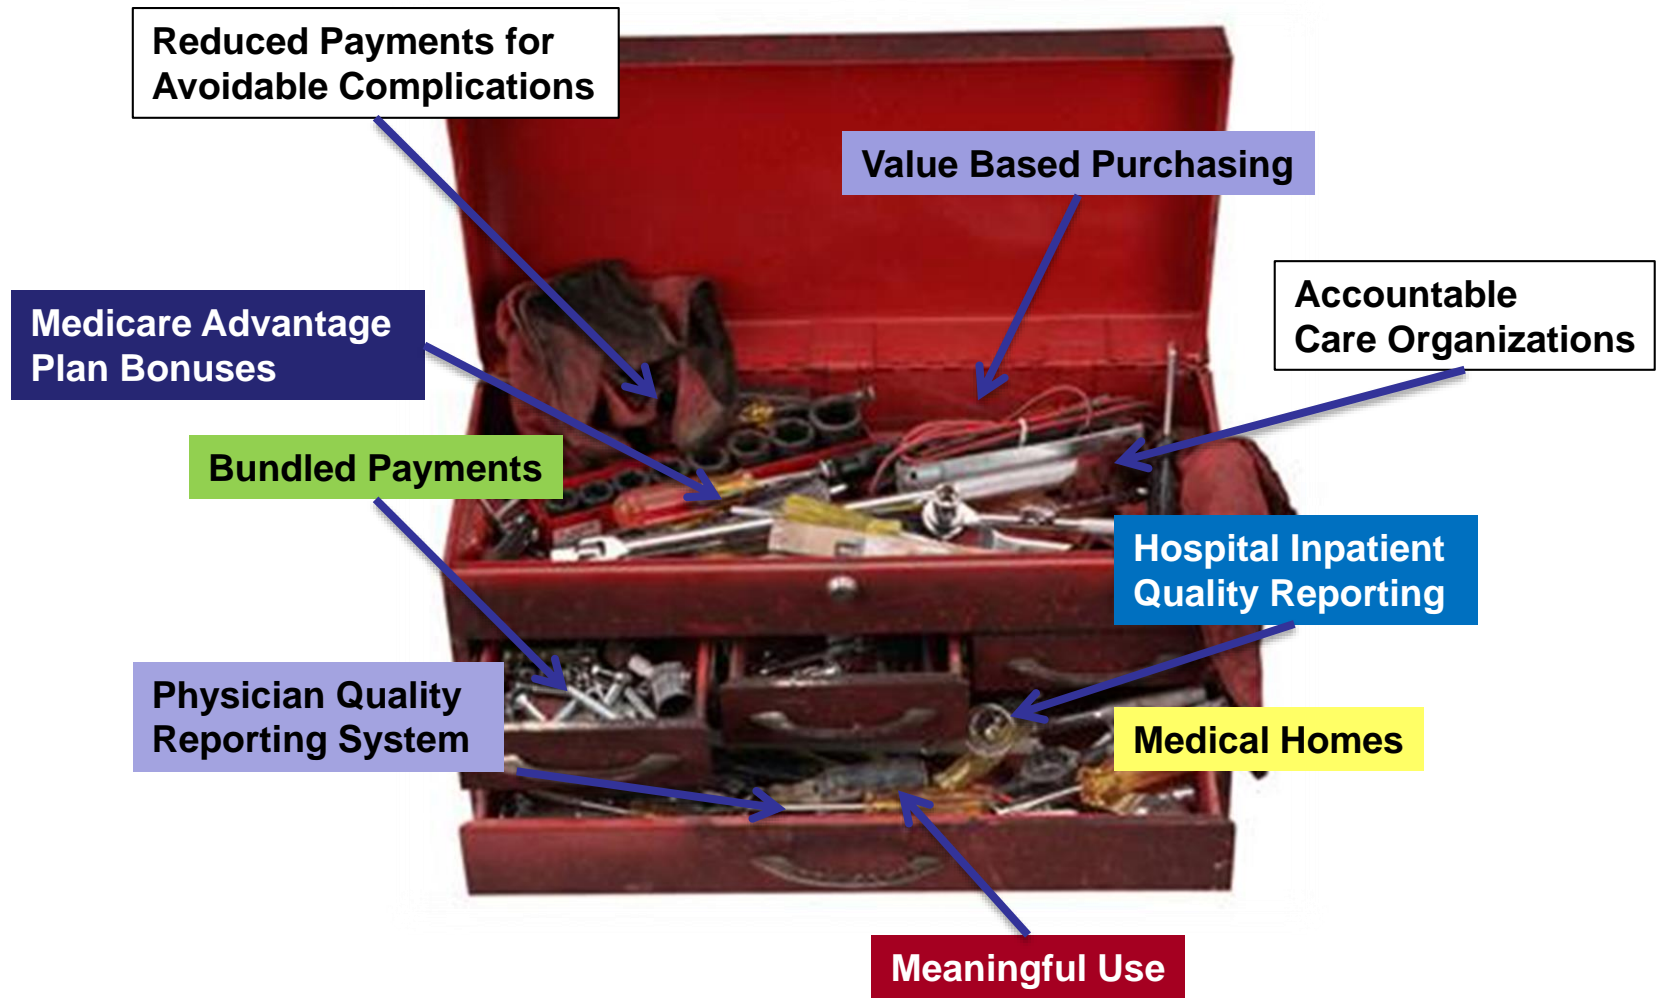 Reduced Payments for
Avoidable Complications
Value Based Purchasing
Accountable
Care Organizations
Medicare Advantage
Plan Bonuses
Bundled Payments
Hospital Inpatient
Quality Reporting
Physician Quality
Reporting System
Medical Homes
Meaningful Use